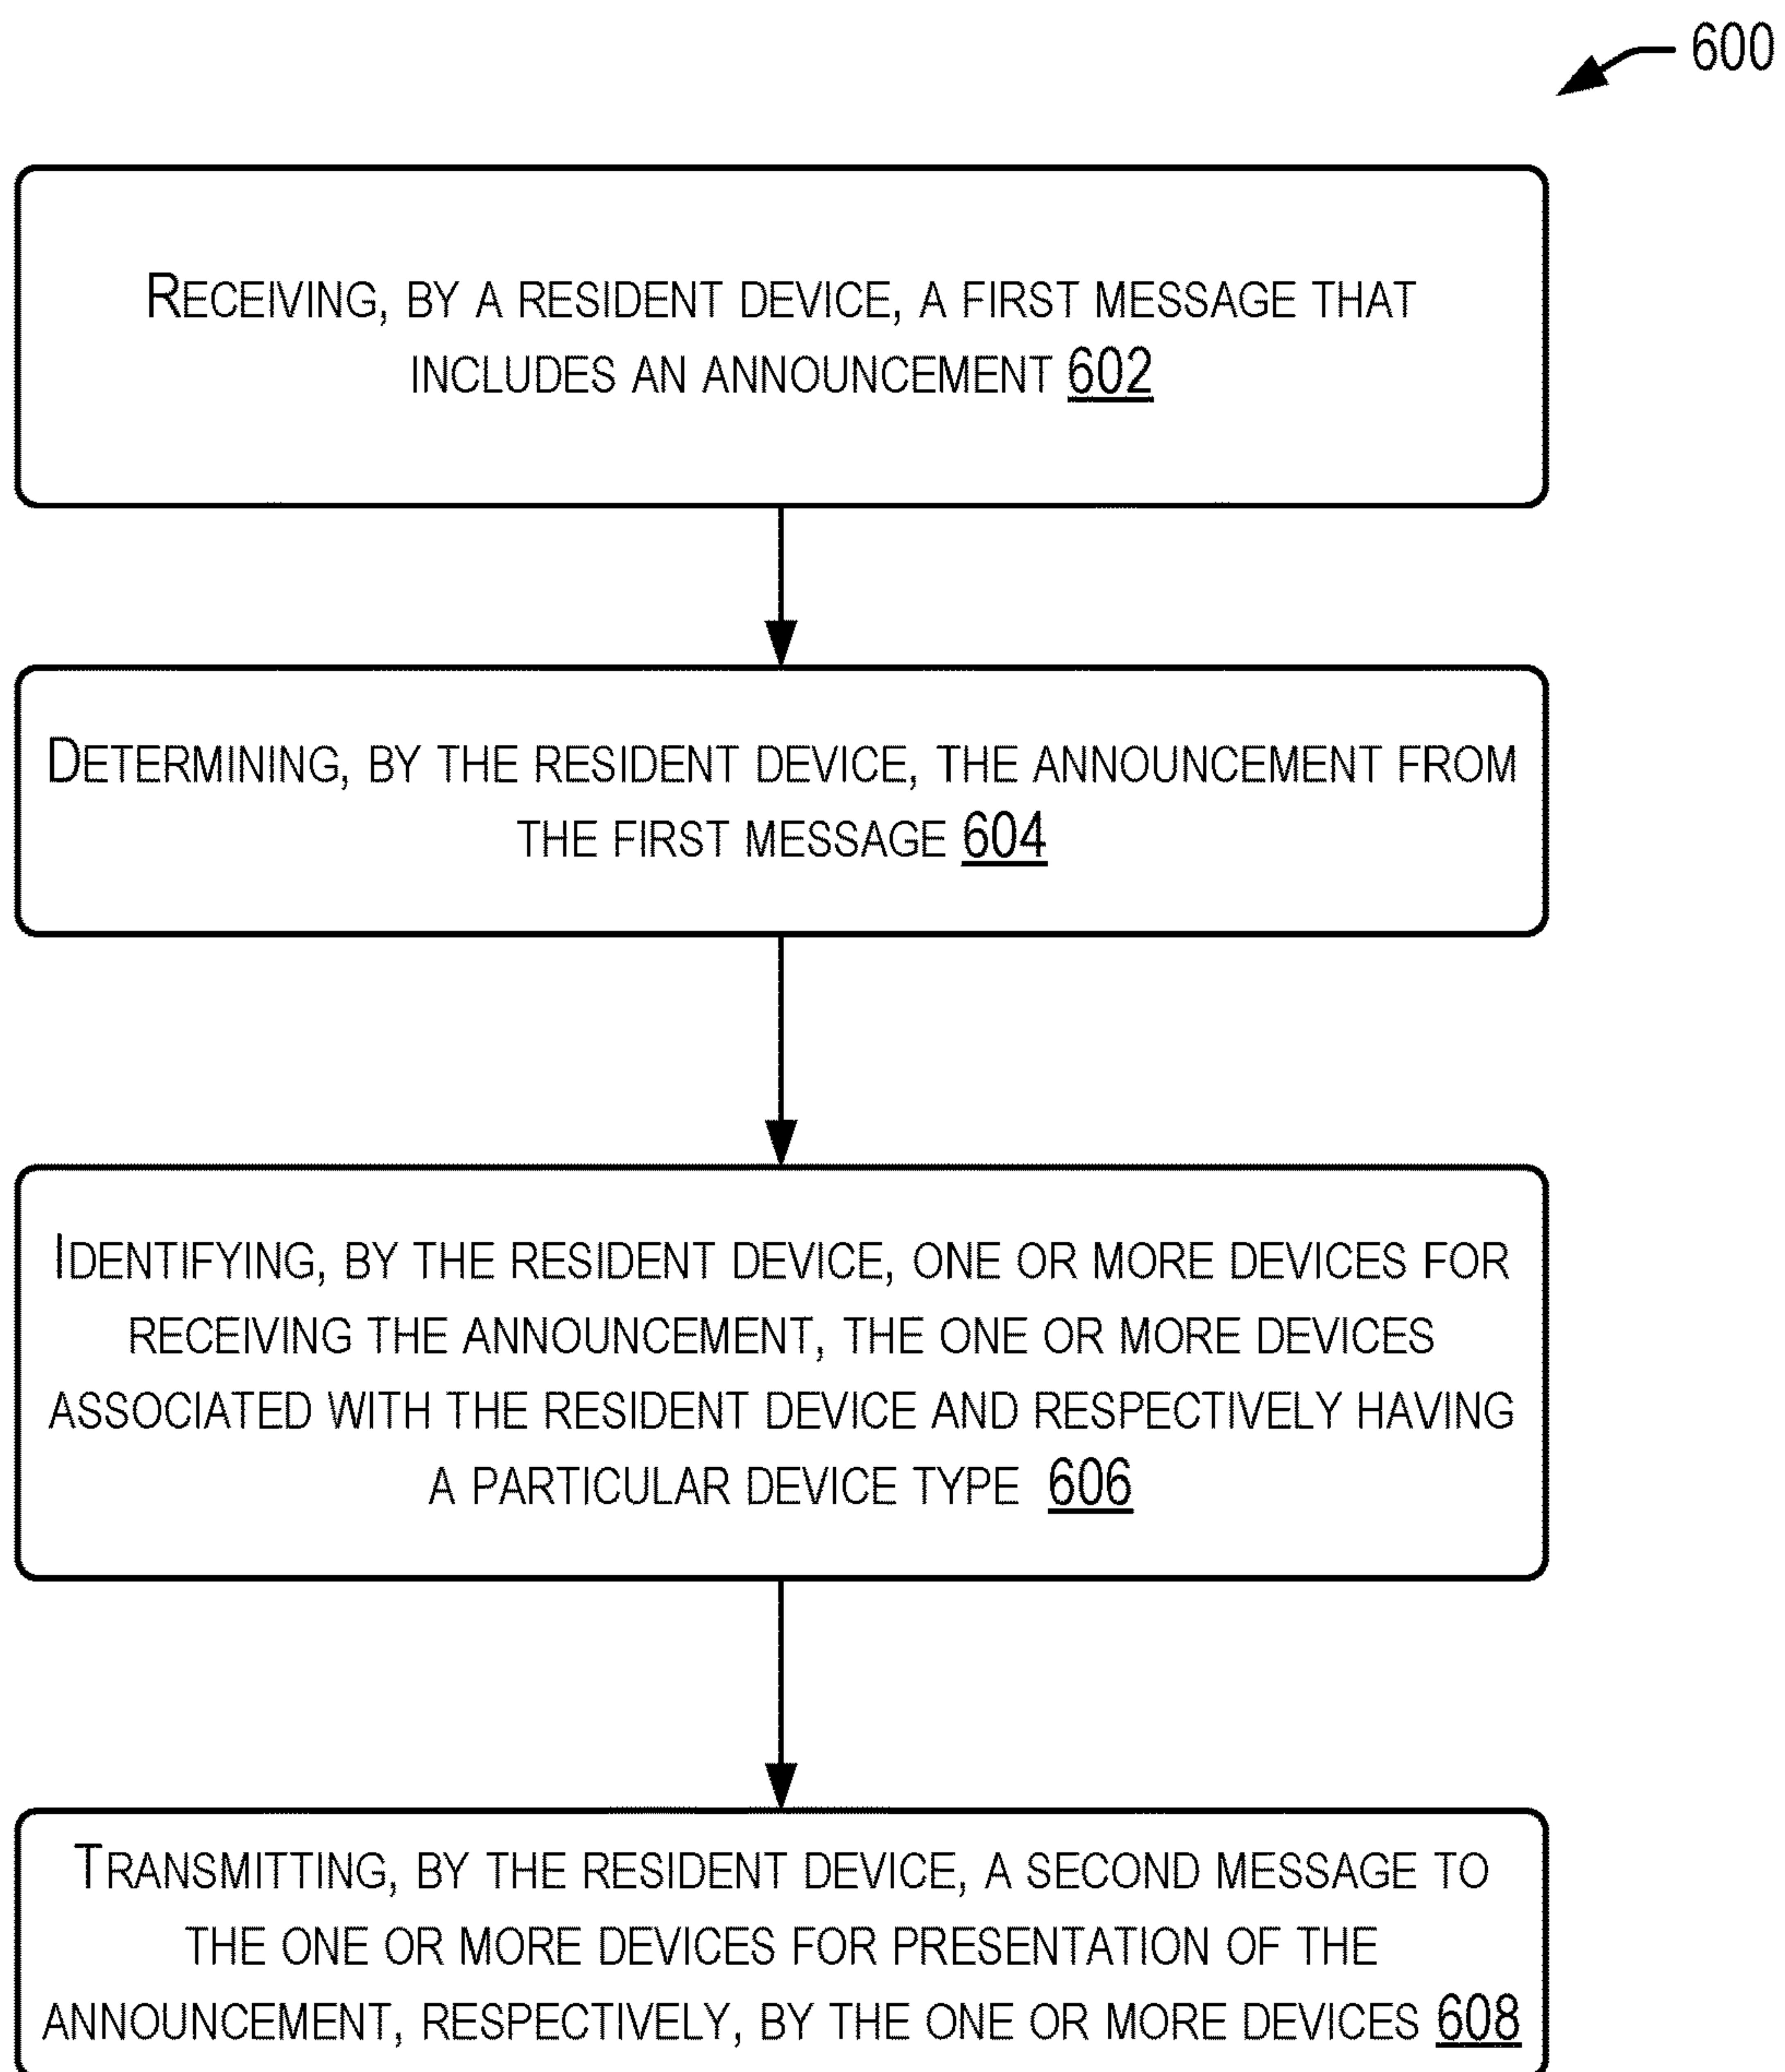 600
RECEIVING, BY A RESIDENT DEVICE, A FIRST MESSAGE THAT
INCLUDES AN ANNOUNCEMENT 602
DETERMINING, BY THE RESIDENT DEVICE, THE ANNOUNCEMENT FROM
THE FIRST MESSAGE 604
IDENTIFYING, BY THE RESIDENT DEVICE, ONE OR MORE DEVICES FOR
RECEIVING THE ANNOUNCEMENT, THE ONE OR MORE DEVICES
ASSOCIATED WITH THE RESIDENT DEVICE AND RESPECTIVELY HAVING
A PARTICULAR DEVICE TYPE 606
TRANSMITTING, BY THE RESIDENT DEVICE, A SECOND MESSAGE TO
THE ONE OR MORE DEVICES FOR PRESENTATION OF THE
ANNOUNCEMENT, RESPECTIVELY, BY THE ONE OR MORE DEVICES 608